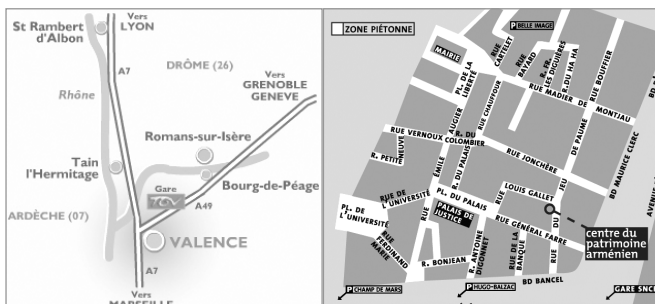 Vers
LYON
St Rambert
d'Albon
A7
DRÔME (26)
Vers
GRENOBLE
GENEVE
Rhône
Romans-sur-Isère
Tain
l'Hermitage
Gare
TGV
Bourg-de-Péage
A49
ARDÈCHE (07)
VALENCE
A7
Vers
MARSEILLE
ZONE PIÉTONNE
P BELLE IMAGE
MAIRIE
RUE
CARTELET
RUE
BAYARD
R. FR.
LES DIGUIÈRES
R. DU HA HA
RUE BOUFFIER
PL. DE LA
LIBERTÉ
RUE CHAUFFOUR
RUE MADIER DE MONTJAU
RUE VERNOUX
COLOMBIER
R. DU
AUGIER
ÉMILE
RUE
R. DU PALAIS
RUE JONCHÈRE
DE PAUME
JEU
DU
RUE
BD MAURICE CLERC
R. PETITE
NEUVE
RUE DE
L'UNIVERSITÉ
PL. DE
L'UNIVERSITÉ
PL. DU PALAIS
LOUIS GALLET
RUE
PALAIS DE
JUSTICE
RUE GÉNÉRAL FARRE
centre du
patrimoine
arménien
RUE
FERDINAND
MARIE
R. BONJEAN
R. ANTOINE
DIGONNET
RUE DE LA
BANQUE
BD BANCEL
AVENUE
P CHAMP DE MARS
P HUGO-BALZAC
GARE SNCF